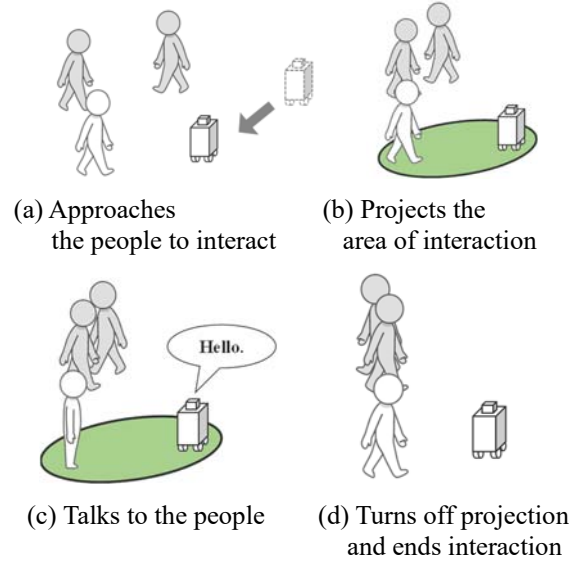 (a) Approaches
the people to interact
(b) Projects the
area of interaction
Hello.
(c) Talks to the people
(d) Turns off projection
and ends interaction